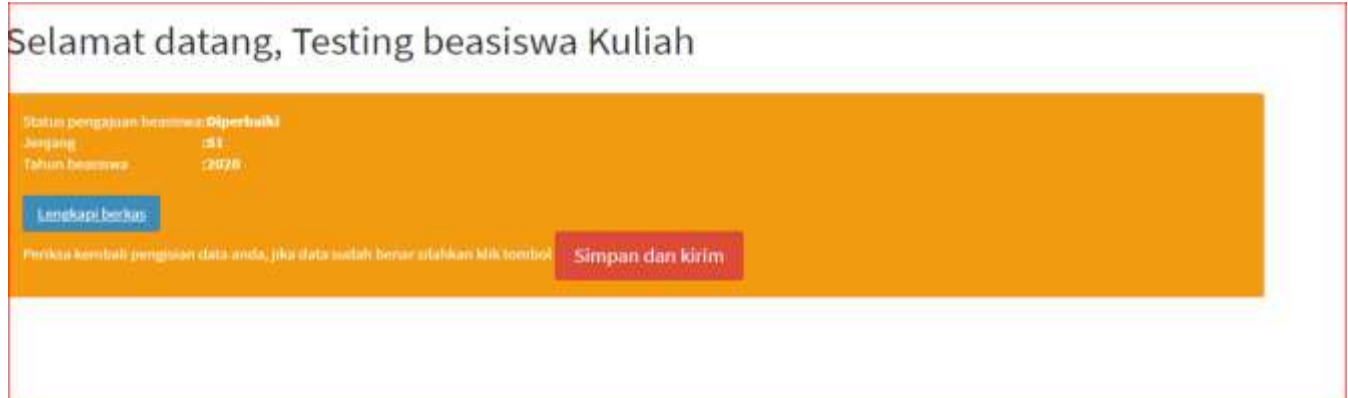 Selamat datang, Testing beasiswa Kuliah
Status pengajuan beasiswa:Diperbaiki
Jenjang :S1
Tahun beasiswa :2020
Lengkapi berkas
Periksa kembali pengisian data anda, jika data sudah benar silahkan klik tombol Simpan dan kirim